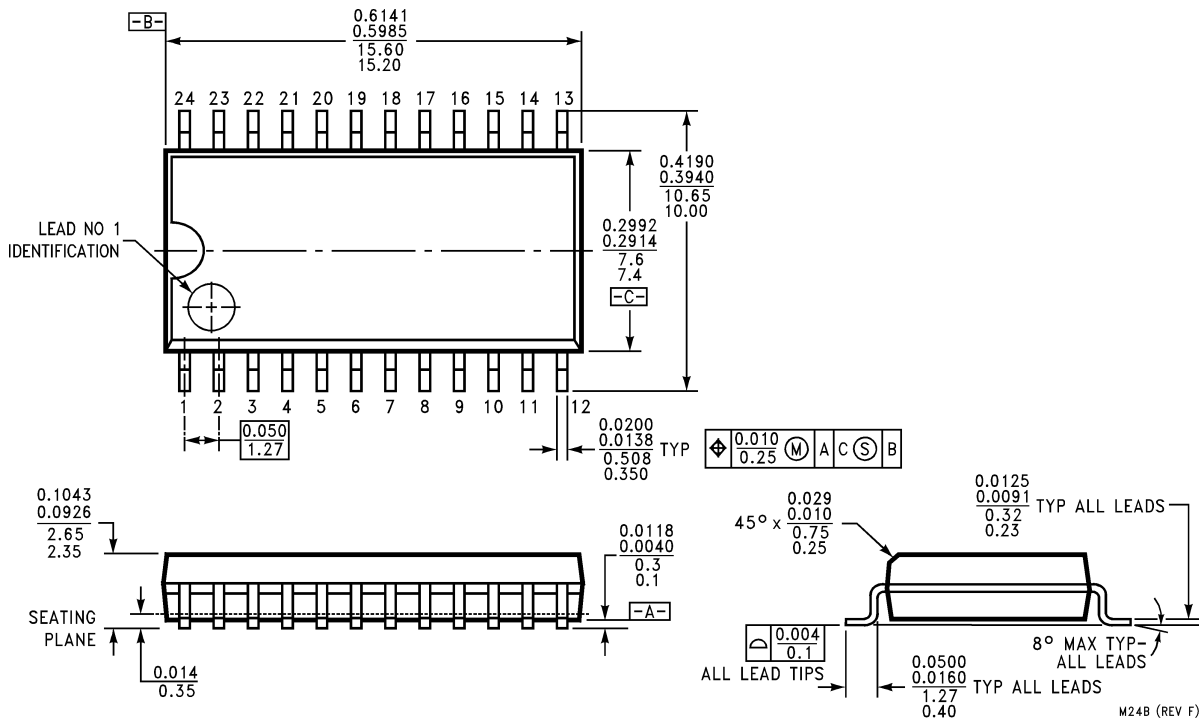 -B-
0.6141
0.5985
15.60
15.20
24 23 22 21 20 19 18 17 16 15 14 13
0.4190
0.3940
10.65
10.00
LEAD NO 1
IDENTIFICATION
0.2992
0.2914
7.6
7.4
-C-
1 2 3 4 5 6 7 8 9 10 11 12
0.050
1.27
0.0200
0.0138
0.508
0.350
TYP
⌖ 0.010 Ⓜ A C Ⓢ B
0.25
0.1043
0.0926
2.65
2.35
0.0118
0.0040
0.3
0.1
-A-
SEATING
PLANE
0.014
0.35
45° x
0.029
0.010
0.75
0.25
0.0125
0.0091
0.32
0.23
TYP ALL LEADS
⌓ 0.004
0.1
ALL LEAD TIPS
8° MAX TYP-
ALL LEADS
0.0500
0.0160
1.27
0.40
TYP ALL LEADS
M24B (REV F)